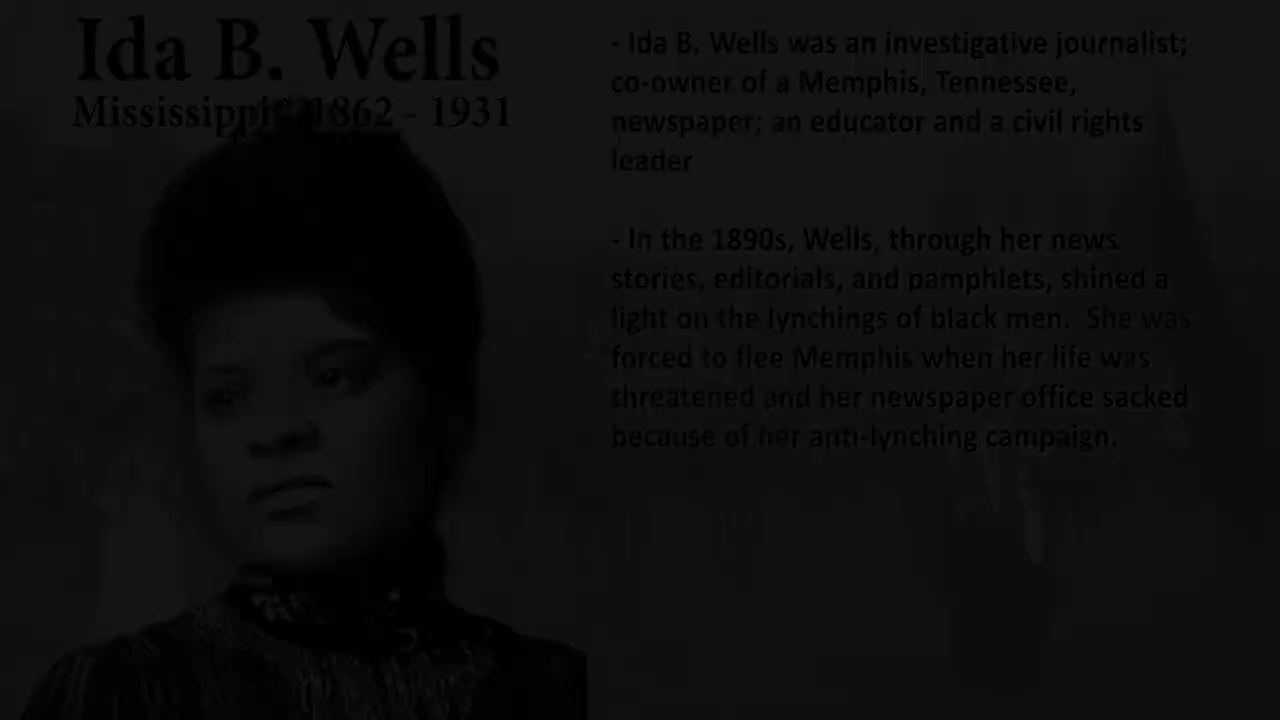 Ida B. Wells
Mississippi, 1862 - 1931
- Ida B. Wells was an investigative journalist;
co-owner of a Memphis, Tennessee,
newspaper; an educator and a civil rights
leader
- In the 1890s, Wells, through her news
stories, editorials, and pamphlets, shined a
light on the lynchings of black men.  She was
forced to flee Memphis when her life was
threatened and her newspaper office sacked
because of her anti-lynching campaign.